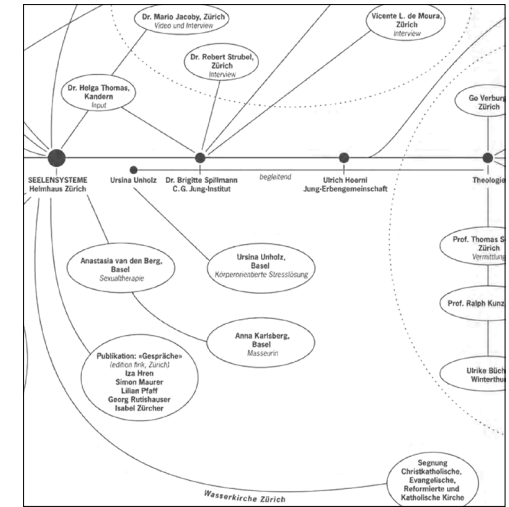 Dr. Mario Jacoby, Zürich
Video und Interview
Vicente L. de Moura,
Zürich
Interview
Dr. Robert Strubel,
Zürich
Interview
Dr. Helga Thomas,
Kandern
Input
Go Verburg
Zürich
SEELENSYSTEME
Helmhaus Zürich
Ursina Unholz
Dr. Brigitte Spillmann
C.G. Jung-Institut
begleitend
Ulrich Hoerni
Jung-Erbengemeinschaft
Theologie
Anastasia van den Berg,
Basel
Sexualtherapie
Ursina Unholz,
Basel
Körperorientierte Stresslösung
Prof. Thomas S
Zürich
Vermittlung
Prof. Ralph Kunz
Anna Karlsberg,
Basel
Masseurin
Publikation: «Gespräche»
(edition fink, Zürich)
Iza Hren
Simon Maurer
Lilian Pfaff
Georg Rutishauser
Isabel Zürcher
Ulrike Büch
Winterthu
Segnung
Christkatholische,
Evangelische,
Reformierte und
Katholische Kirche
Wasserkirche Zürich